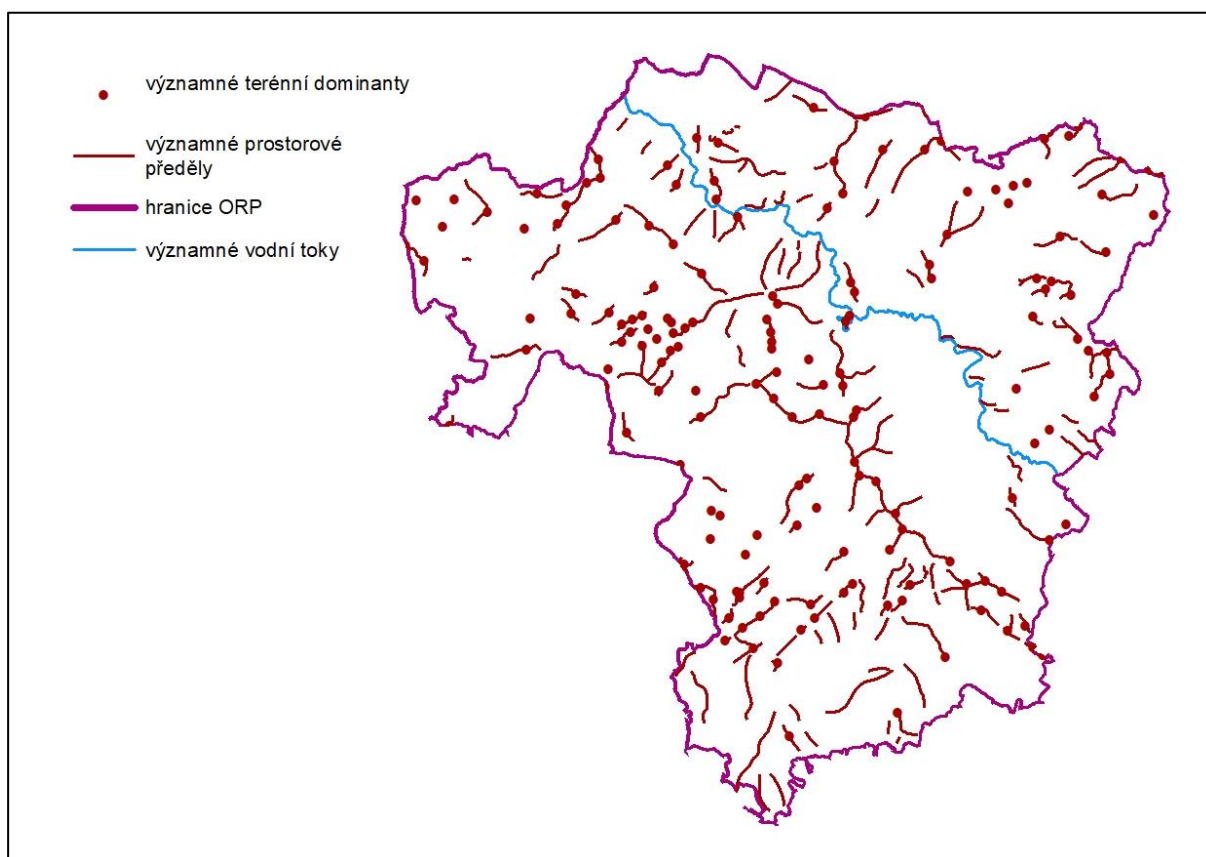 významné terénní dominanty
významné prostorové
předěly
hranice ORP
významné vodní toky